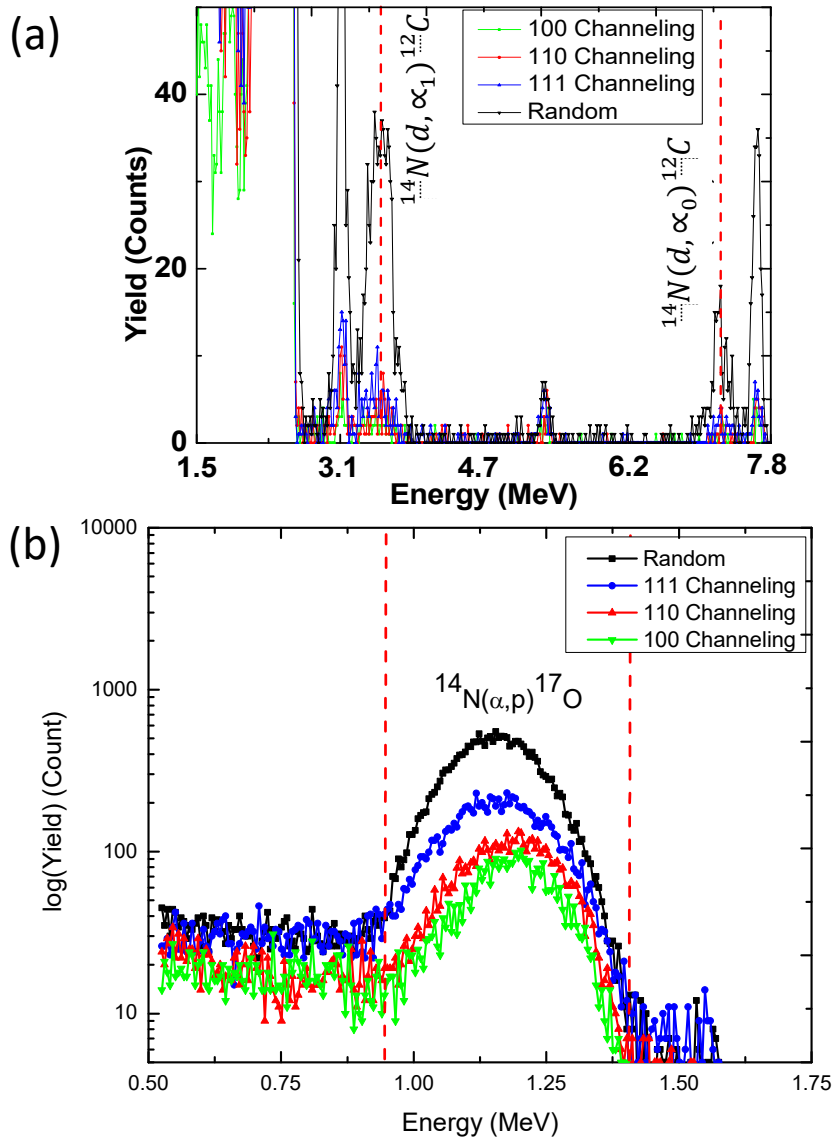 (a)
100 Channeling
110 Channeling
111 Channeling
Random
¹⁴N(d,∝₁)¹²C
¹⁴N(d,∝₀)¹²C
Yield (Counts)
40
20
0
1.5 3.1 4.7 6.2 7.8
Energy (MeV)
(b)
Random
111 Channeling
110 Channeling
100 Channeling
¹⁴N(α,p)¹⁷O
log(Yield) (Count)
10000
1000
100
10
0.50 0.75 1.00 1.25 1.50 1.75
Energy (MeV)